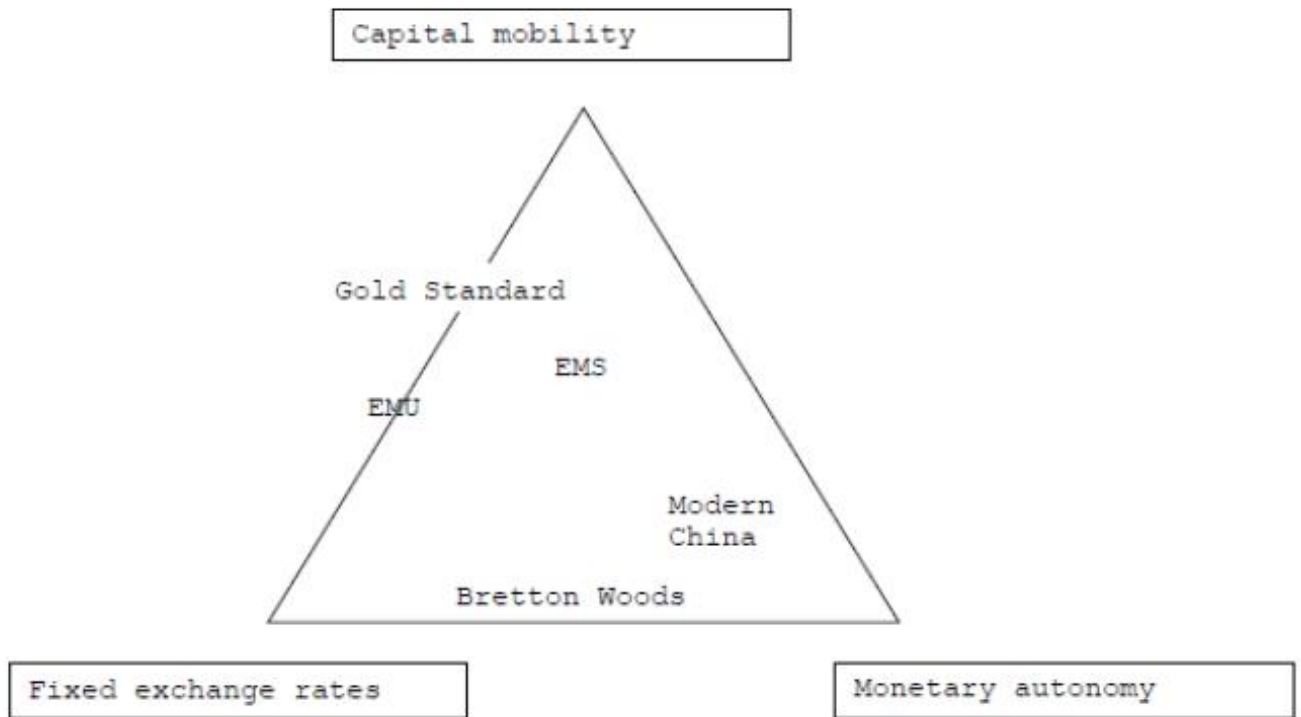 Capital mobility
Gold Standard
EMS
EMU
Modern
China
Bretton Woods
Fixed exchange rates
Monetary autonomy